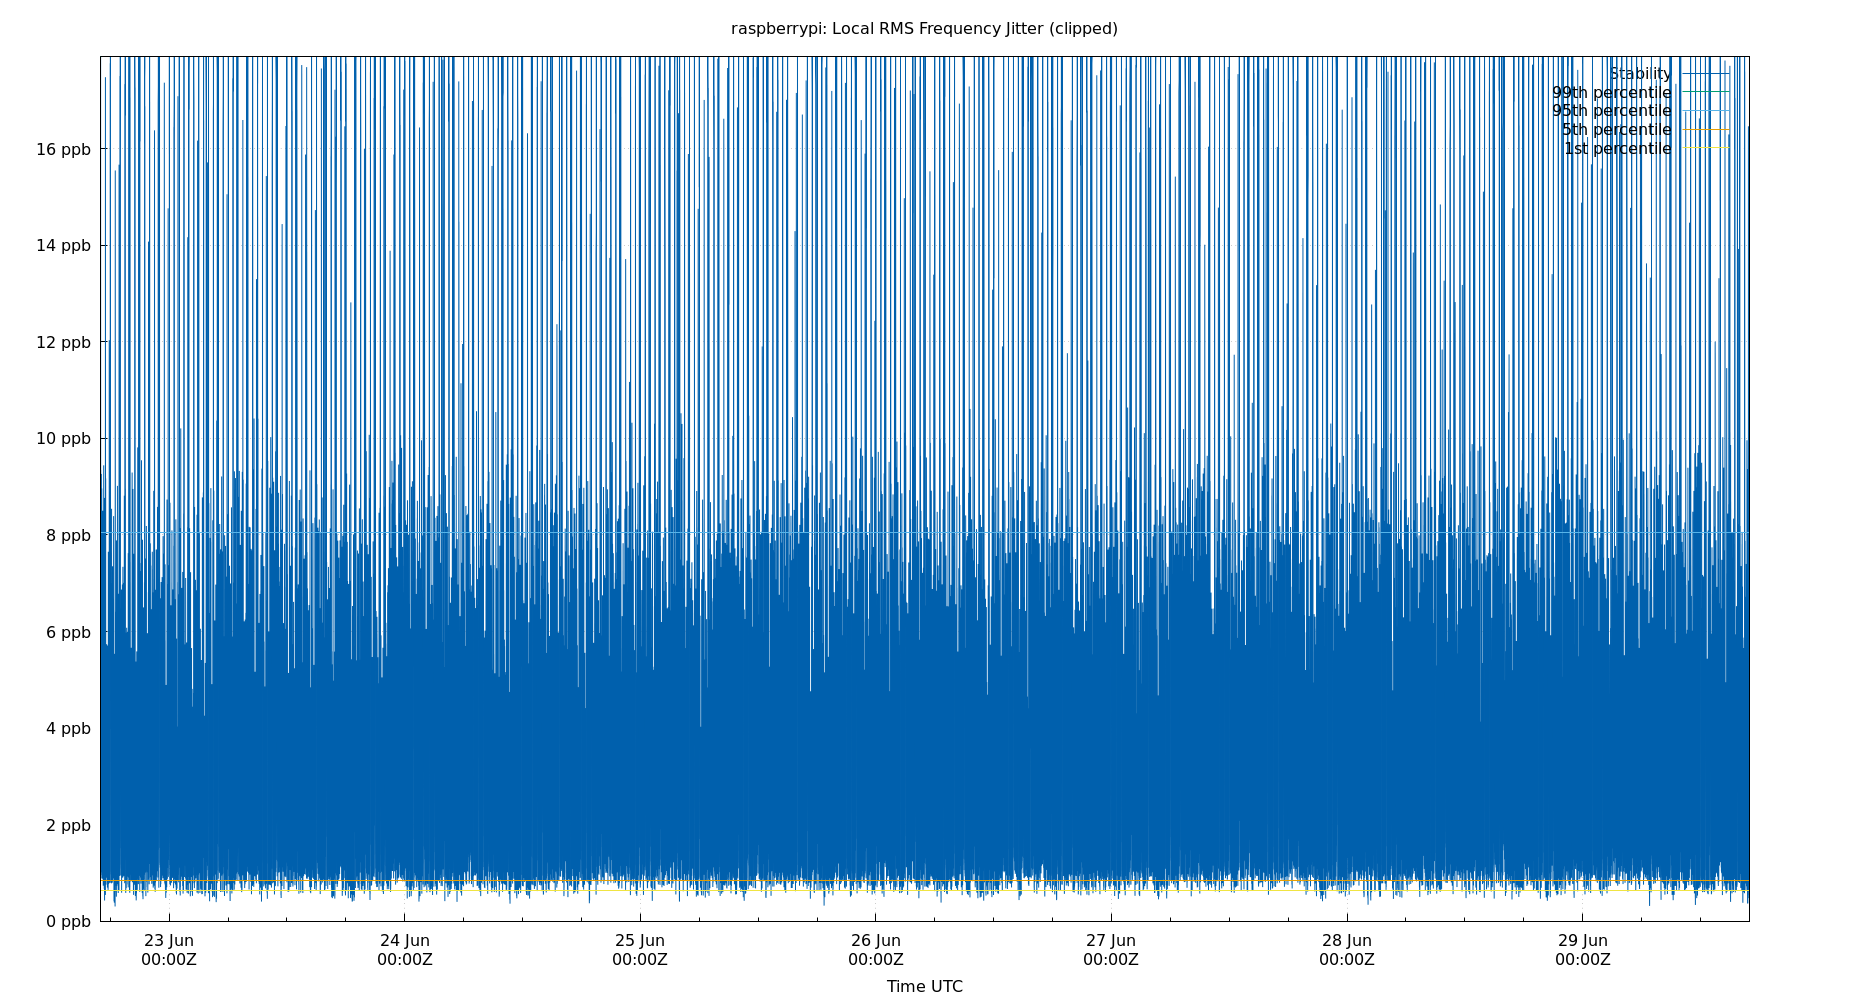 raspberrypi: Local RMS Frequency Jitter (clipped)
Stability
99th percentile
95th percentile
5th percentile
1st percentile
16 ppb
14 ppb
12 ppb
10 ppb
8 ppb
6 ppb
4 ppb
2 ppb
0 ppb
23 Jun 24 Jun 25 Jun 26 Jun 27 Jun 28 Jun 29 Jun
00:00Z 00:00Z 00:00Z 00:00Z 00:00Z 00:00Z 00:00Z
Time UTC